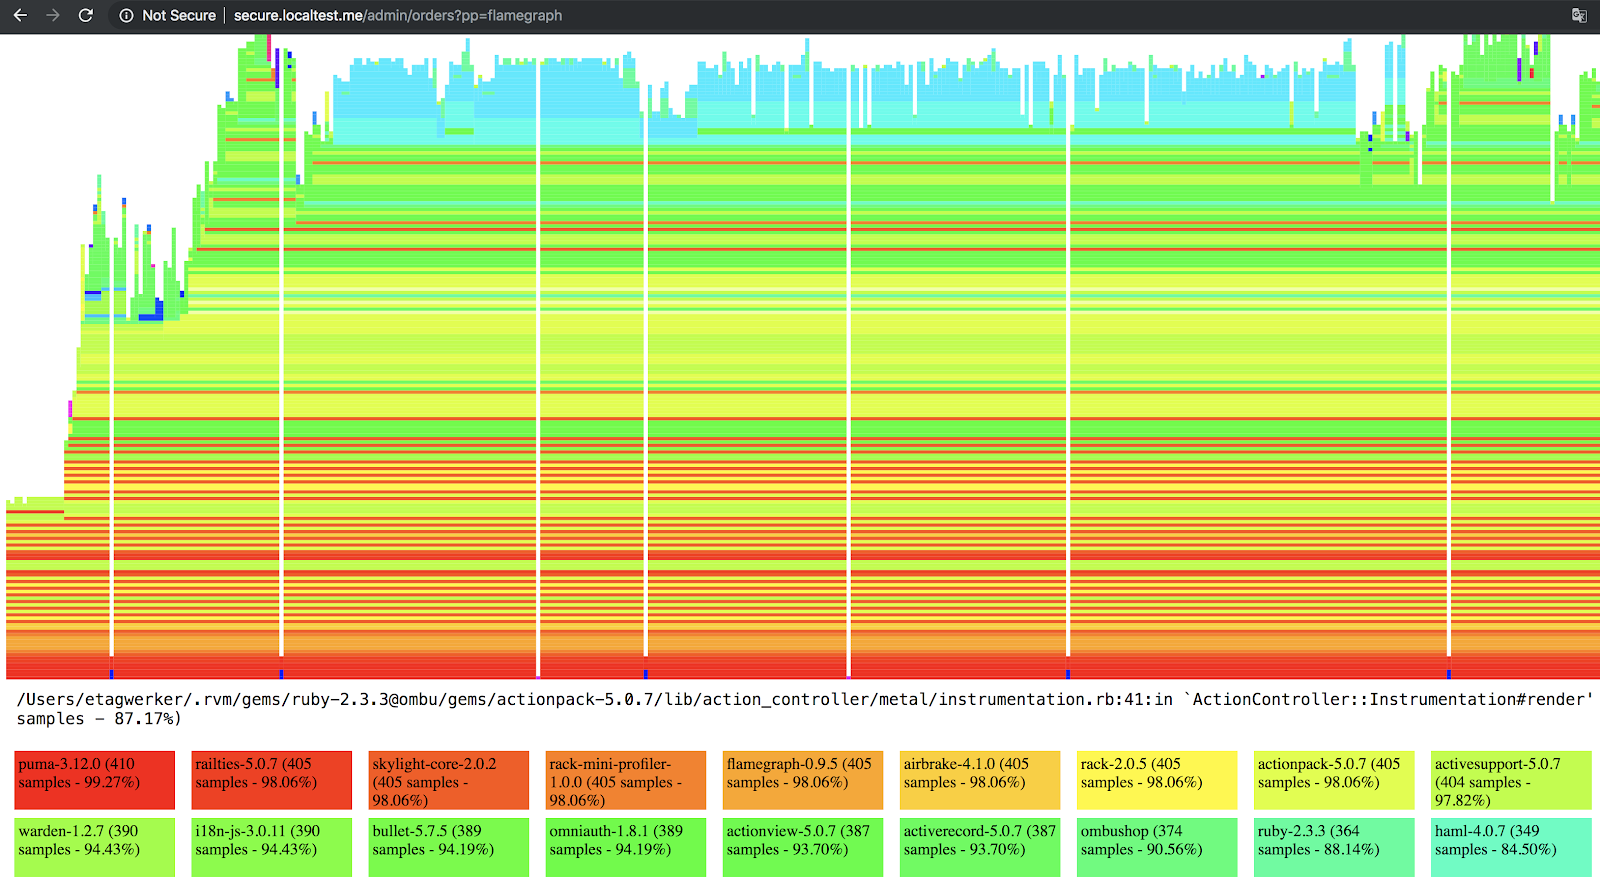 Not Secure | secure.localtest.me/admin/orders?pp=flamegraph
/Users/etagwerker/.rvm/gems/ruby-2.3.3@ombu/gems/actionpack-5.0.7/lib/action_controller/metal/instrumentation.rb:41:in `ActionController::Instrumentation#render'
samples - 87.17%)
puma-3.12.0 (410
samples - 99.27%)
railties-5.0.7 (405
samples - 98.06%)
skylight-core-2.0.2
(405 samples -
98.06%)
rack-mini-profiler-
1.0.0 (405 samples -
98.06%)
flamegraph-0.9.5 (405
samples - 98.06%)
airbrake-4.1.0 (405
samples - 98.06%)
rack-2.0.5 (405
samples - 98.06%)
actionpack-5.0.7 (405
samples - 98.06%)
activesupport-5.0.7
(404 samples -
97.82%)
warden-1.2.7 (390
samples - 94.43%)
i18n-js-3.0.11 (390
samples - 94.43%)
bullet-5.7.5 (389
samples - 94.19%)
omniauth-1.8.1 (389
samples - 94.19%)
actionview-5.0.7 (387
samples - 93.70%)
activerecord-5.0.7 (387
samples - 93.70%)
ombushop (374
samples - 90.56%)
ruby-2.3.3 (364
samples - 88.14%)
haml-4.0.7 (349
samples - 84.50%)